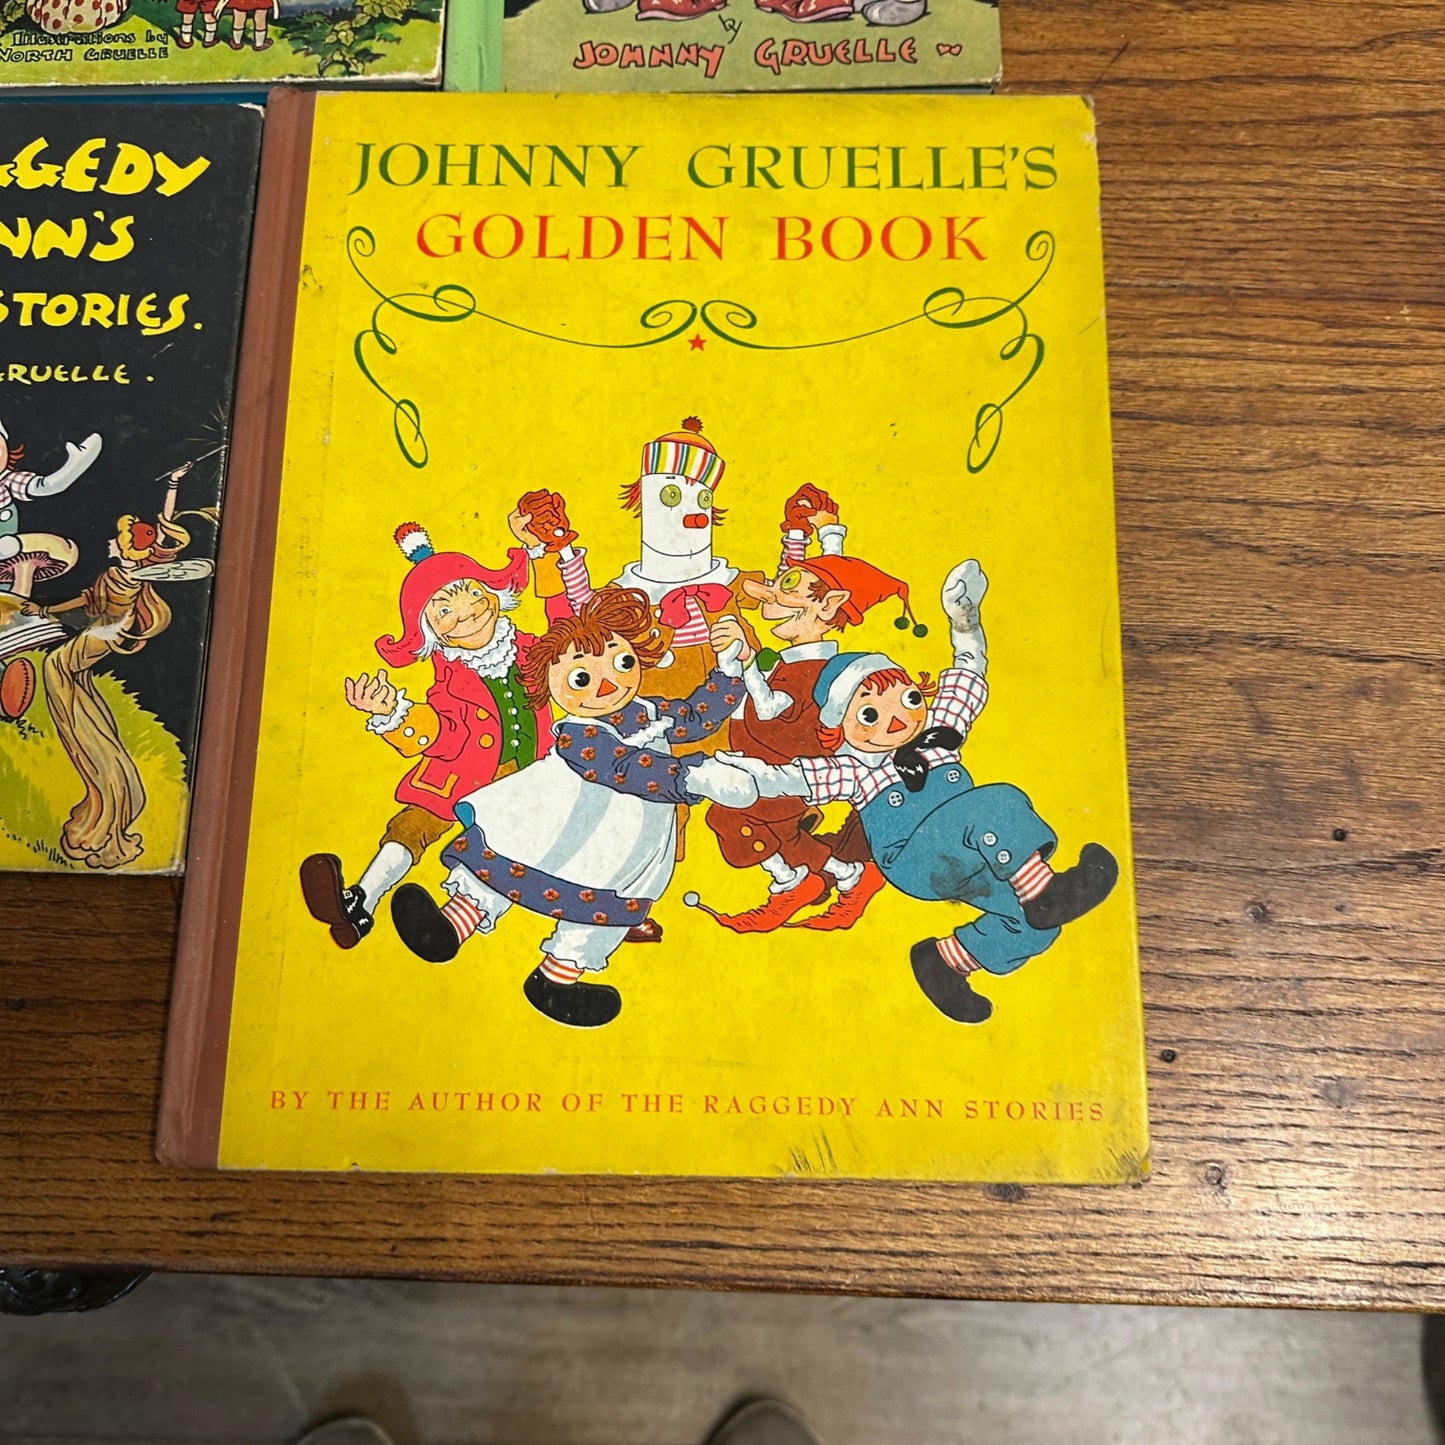 Illustrations by
NORTH GRUELLE
by
JOHNNY GRUELLE
STORIES.
GRUELLE.
JOHNNY GRUELLE'S
GOLDEN BOOK
BY THE AUTHOR OF THE RAGGEDY ANN STORIES